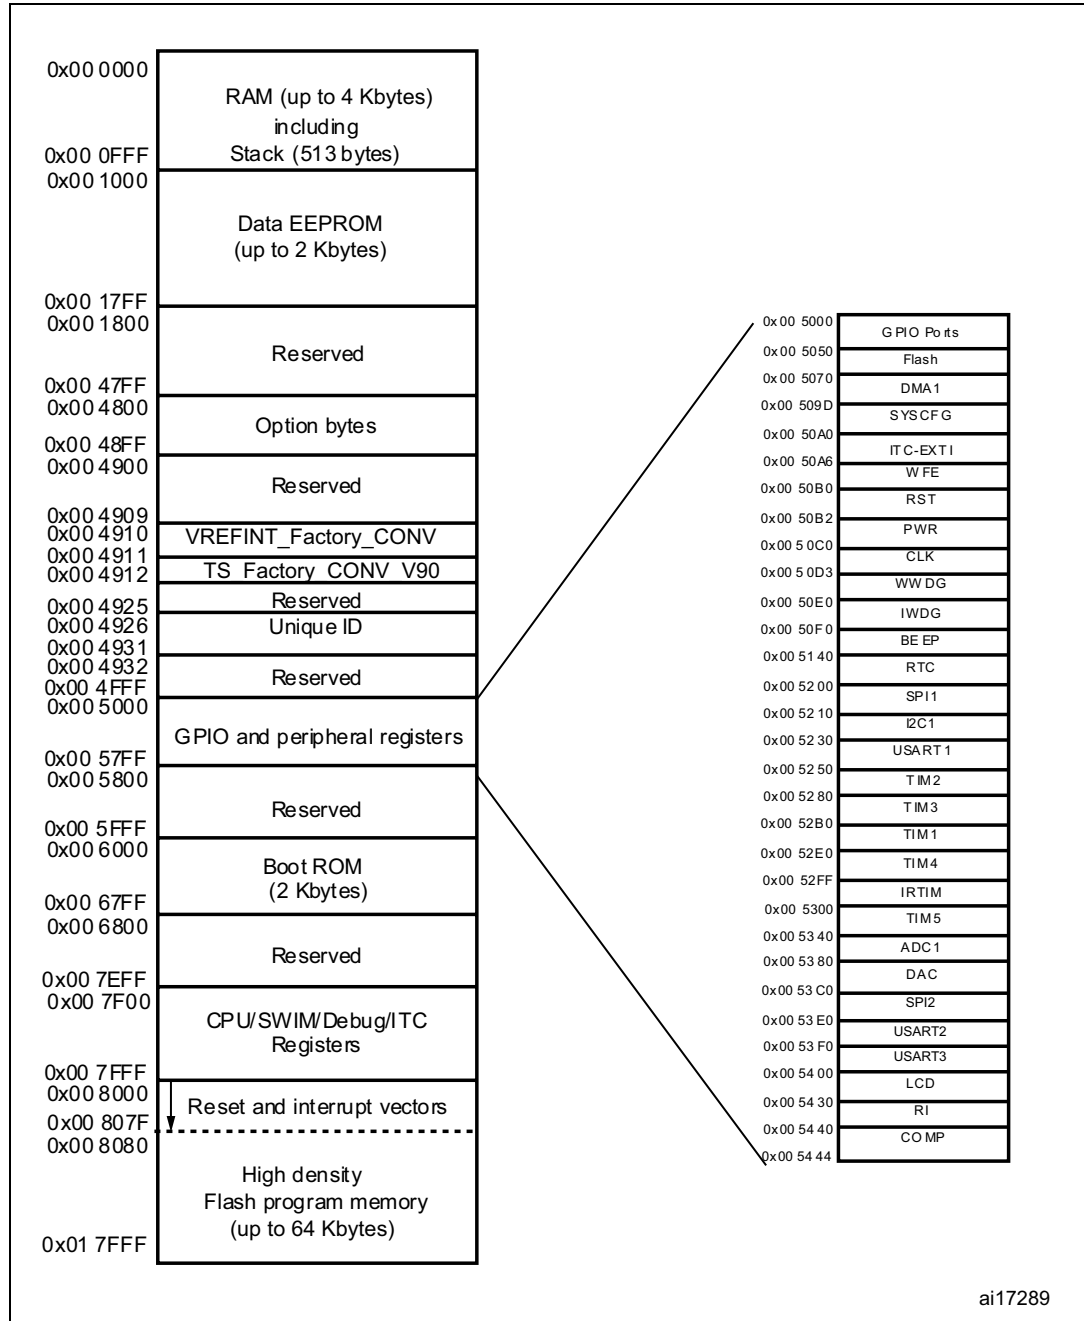 0x00 0000
RAM (up to 4 Kbytes)
including
Stack (513 bytes)
0x00 0FFF
0x00 1000
Data EEPROM
(up to 2 Kbytes)
0x00 17FF
0x00 1800
Reserved
0x00 47FF
0x00 4800
Option bytes
0x00 48FF
0x00 4900
Reserved
0x00 4909
0x00 4910
VREFINT_Factory_CONV
0x00 4911
0x00 4912
TS_Factory_CONV_V90
Reserved
0x00 4925
0x00 4926
Unique ID
0x00 4931
0x00 4932
Reserved
0x00 4FFF
0x00 5000
GPIO and peripheral registers
0x00 57FF
0x00 5800
Reserved
0x00 5FFF
0x00 6000
Boot ROM
(2 Kbytes)
0x00 67FF
0x00 6800
Reserved
0x00 7EFF
0x00 7F00
CPU/SWIM/Debug/ITC
Registers
0x00 7FFF
0x00 8000
Reset and interrupt vectors
0x00 807F
0x00 8080
High density
Flash program memory
(up to 64 Kbytes)
0x01 7FFF
0x00 5000
GPIO Ports
0x00 5050
Flash
0x00 5070
DMA1
0x00 509D
SYSCFG
0x00 50A0
ITC-EXTI
0x00 50A6
WFE
0x00 50B0
RST
0x00 50B2
PWR
0x00 50C0
CLK
0x00 50D3
WWDG
0x00 50E0
IWDG
0x00 50F0
BEEP
0x00 5140
RTC
0x00 5200
SPI1
0x00 5210
I2C1
0x00 5230
USART1
0x00 5250
TIM2
0x00 5280
TIM3
0x00 52B0
TIM1
0x00 52E0
TIM4
0x00 52FF
IRTIM
0x00 5300
TIM5
0x00 5340
ADC1
0x00 5380
DAC
0x00 53C0
SPI2
0x00 53E0
USART2
0x00 53F0
USART3
0x00 5400
LCD
0x00 5430
RI
0x00 5440
COMP
0x00 5444
ai17289